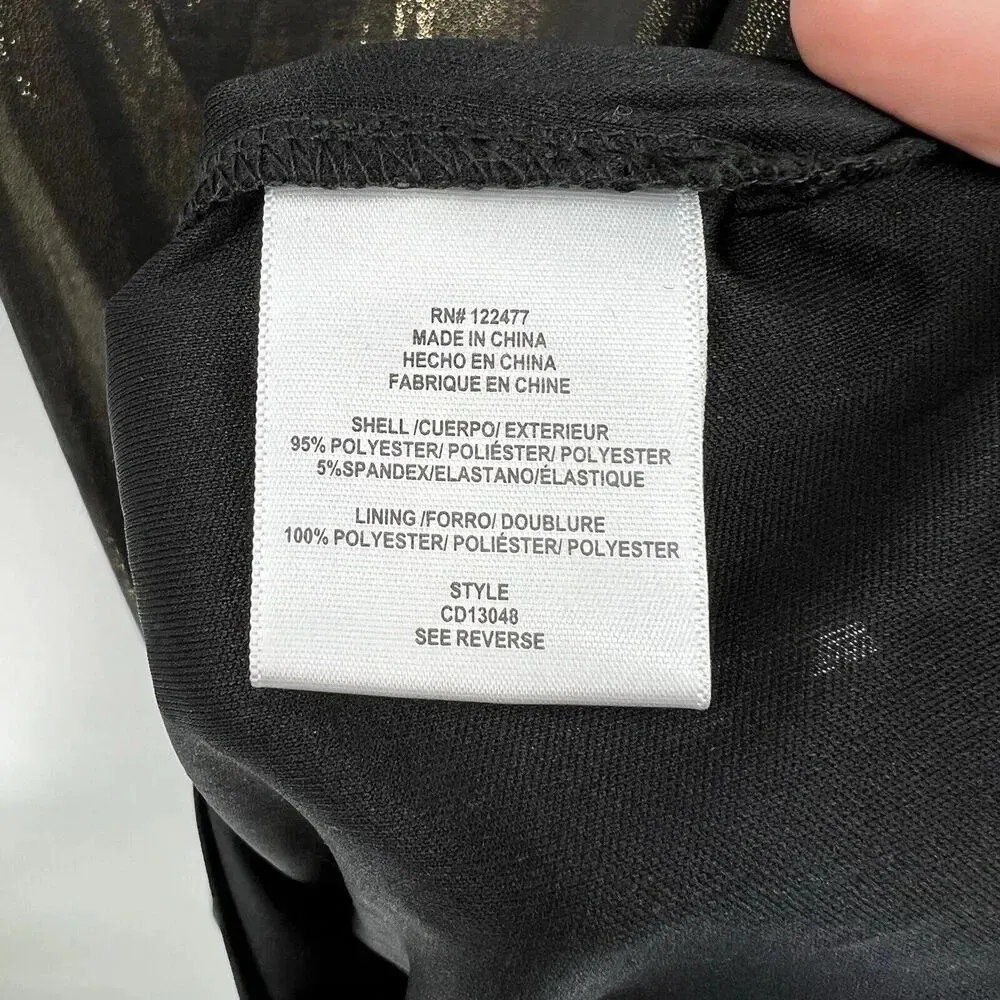 RN# 122477
MADE IN CHINA
HECHO EN CHINA
FABRIQUE EN CHINE
SHELL /CUERPO/ EXTERIEUR
95% POLYESTER/ POLIÉSTER/ POLYESTER
5%SPANDEX/ELASTANO/ÉLASTIQUE
LINING /FORRO/ DOUBLURE
100% POLYESTER/ POLIÉSTER/ POLYESTER
STYLE
CD13048
SEE REVERSE